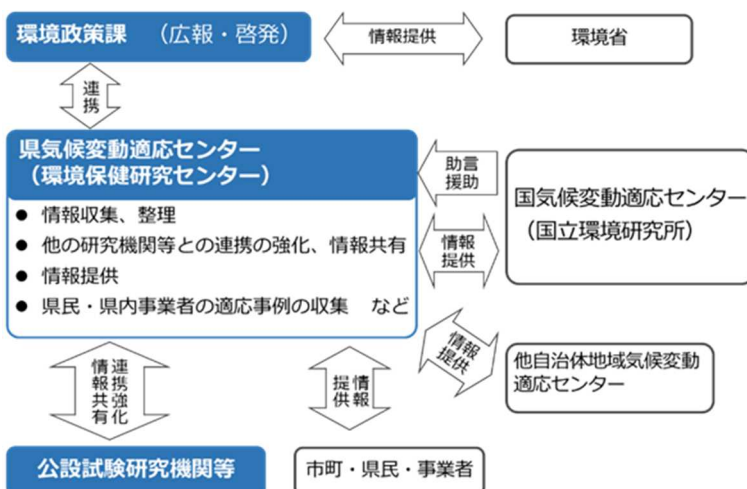 環境政策課 （広報・啓発）
情報提供
環境省
連携
県気候変動適応センター
（環境保健研究センター）
● 情報収集、整理
● 他の研究機関等との連携の強化、情報共有
● 情報提供
● 県民・県内事業者の適応事例の収集 など
助言
援助
情報
提供
国気候変動適応センター
（国立環境研究所）
情報
提供
他自治体地域気候変動
適応センター
連携強化
情報共有
情報
提供
公設試験研究機関等
市町・県民・事業者